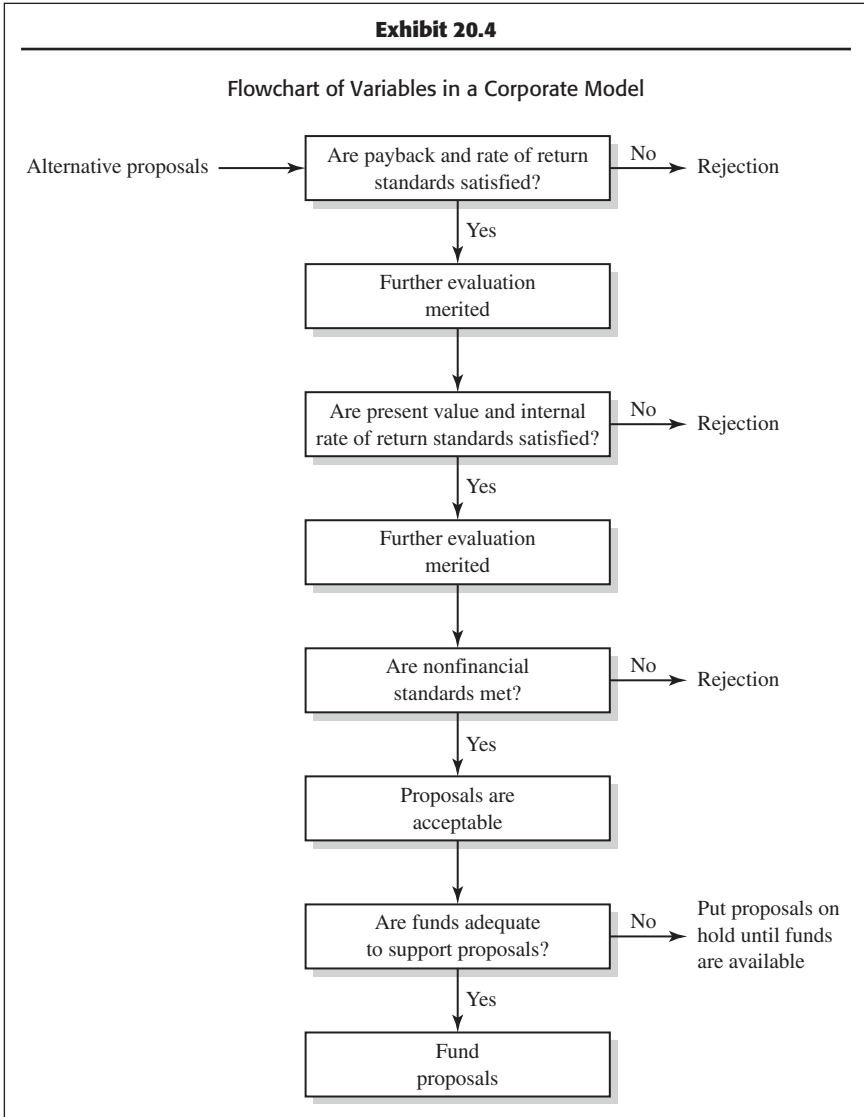 Exhibit 20.4
Flowchart of Variables in a Corporate Model
Alternative proposals
Are payback and rate of return
standards satisfied?
No
Rejection
Yes
Further evaluation
merited
Are present value and internal
rate of return standards satisfied?
No
Rejection
Yes
Further evaluation
merited
Are nonfinancial
standards met?
No
Rejection
Yes
Proposals are
acceptable
Are funds adequate
to support proposals?
No
Put proposals on
hold until funds
are available
Yes
Fund
proposals